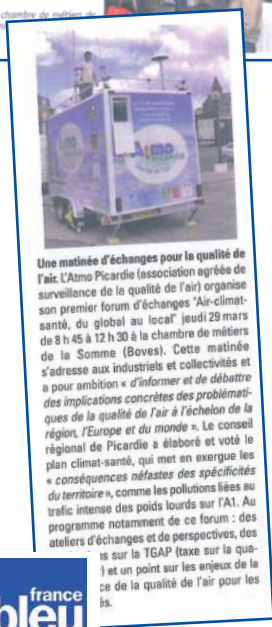 chambre de métiers de
Atmo
PICARDIE
Une matinée d'échanges pour la qualité de
l'air. L'Atmo Picardie (association agréée de
surveillance de la qualité de l'air) organise
son premier forum d'échanges "Air-climat-
santé, du global au local" jeudi 29 mars
de 8 h 45 à 12 h 30 à la chambre de métiers
de la Somme (Boves). Cette matinée
s'adresse aux industriels et collectivités et
a pour ambition « d'informer et de débattre
des implications concrètes des problémati-
ques de la qualité de l'air à l'échelon de la
région, l'Europe et du monde ». Le conseil
régional de Picardie a élaboré et voté le
plan climat-santé, qui met en exergue les
« conséquences néfastes des spécificités
du territoire », comme les pollutions liées au
trafic intense des poids lourds sur l'A1. Au
programme notamment de ce forum : des
ateliers d'échanges et de perspectives, des
sur la TGAP (taxe sur la qua-
) et un point sur les enjeux de la
ce de la qualité de l'air pour les
és.
france
bleu